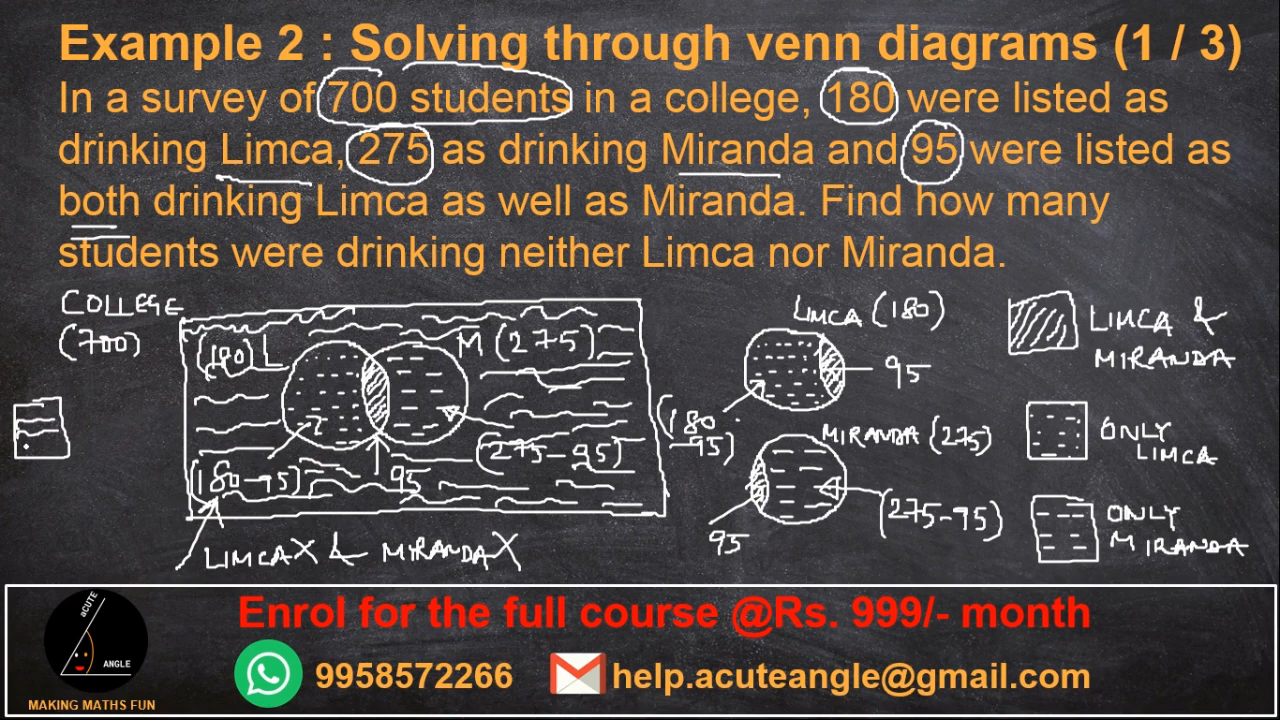 Example 2 : Solving through venn diagrams (1 / 3)
In a survey of 700 students in a college, 180 were listed as
drinking Limca, 275 as drinking Miranda and 95 were listed as
both drinking Limca as well as Miranda. Find how many
students were drinking neither Limca nor Miranda.
COLLEGE
(700)
(180) L
M (275)
(180-95)
95
(275-95)
LIMCA X & MIRANDA X
LIMCA (180)
95
(180
-95)
MIRANDA (275)
95
(275-95)
LIMCA &
MIRANDA
ONLY
LIMCA
ONLY
MIRANDA
Enrol for the full course @Rs. 999/- month
aCUTE
ANGLE
MAKING MATHS FUN
9958572266
help.acuteangle@gmail.com